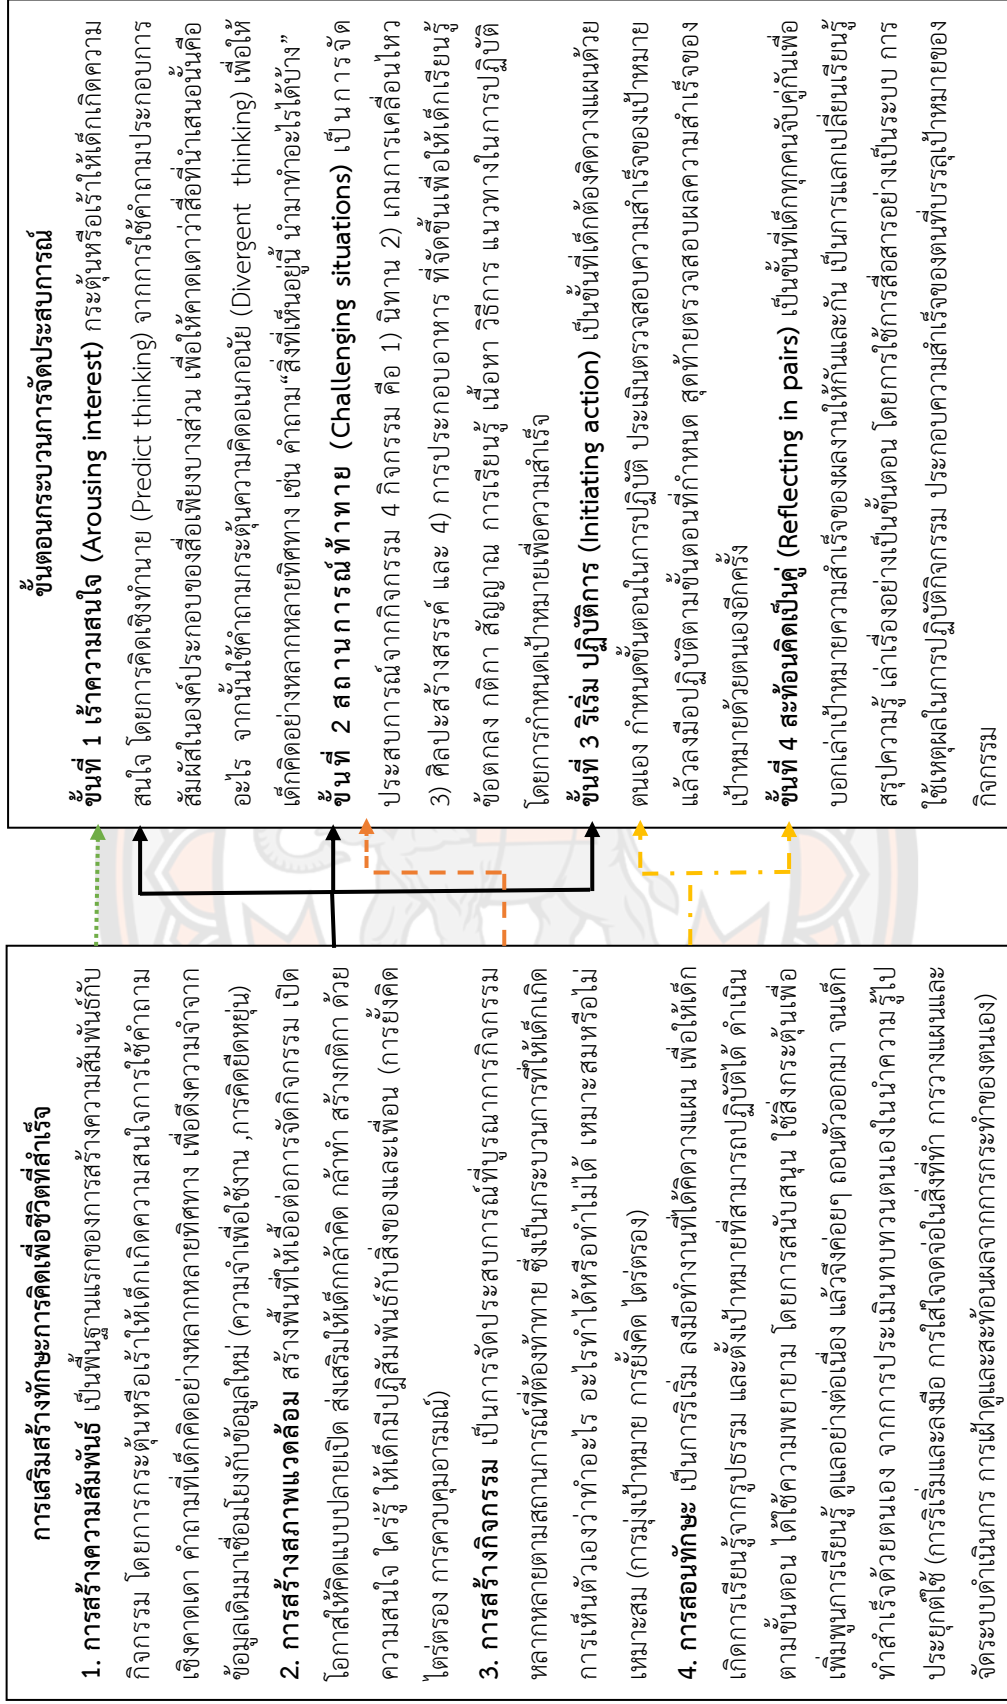 การเสริมสร้างทักษะการคิดเพื่อชีวิตที่สำเร็จ
1. การสร้างความสัมพันธ์ เป็นพื้นฐานแรกของการสร้างความสัมพันธ์กับ
กิจกรรม โดยการกระตุ้นหรือเร้าให้เด็กเกิดความสนใจการใช้คำถาม
เชิงคาดเดา คำถามที่เด็กคิดอย่างหลากหลายทิศทาง เพื่อดึงความจำจาก
ข้อมูลเดิมมาเชื่อมโยงกับข้อมูลใหม่ (ความจำเพื่อใช้งาน ,การคิดยืดหยุ่น)
2. การสร้างสภาพแวดล้อม สร้างพื้นที่ให้เอื้อต่อการจัดกิจกรรม เปิด
โอกาสให้คิดแบบปลายเปิด ส่งเสริมให้เด็กกล้าคิด กล้าทำ สร้างกติกา ด้วย
ความสนใจ ใคร่รู้ ให้เด็กมีปฏิสัมพันธ์กับสิ่งของและเพื่อน (การยั้งคิด
ไตร่ตรอง การควบคุมอารมณ์)
3. การสร้างกิจกรรม เป็นการจัดประสบการณ์ที่บูรณาการกิจกรรม
หลากหลายตามสถานการณ์ที่ต้องท้าทาย ซึ่งเป็นกระบวนการที่ให้เด็กเกิด
การเห็นตัวเองว่าทำอะไร อะไรทำได้หรือทำไม่ได้ เหมาะสมหรือไม่
เหมาะสม (การมุ่งเป้าหมาย การยั้งคิด ไตร่ตรอง)
4. การสอนทักษะ เป็นการริเริ่ม ลงมือทำงานที่ได้คิดวางแผน เพื่อให้เด็ก
เกิดการเรียนรู้จากรูปธรรม และตั้งเป้าหมายที่สามารถปฏิบัติได้ ดำเนิน
ตามขั้นตอน ได้ใช้ความพยายาม โดยการสนับสนุน ใช้สิ่งกระตุ้นเพื่อ
เพิ่มพูนการเรียนรู้ ดูแลอย่างต่อเนื่อง แล้วจึงค่อยๆ ถอนตัวออกมา จนเด็ก
ทำสำเร็จด้วยตนเอง จากการประเมินทบทวนตนเองในนำความรู้ไป
ประยุกต์ใช้ (การริเริ่มและลงมือ การใส่ใจจดจ่อในสิ่งที่ทำ การวางแผนและ
จัดระบบดำเนินการ การเฝ้าดูและสะท้อนผลจากการกระทำของตนเอง)
ขั้นตอนกระบวนการจัดประสบการณ์
ขั้นที่ 1 เร้าความสนใจ (Arousing interest) กระตุ้นหรือเร้าให้เด็กเกิดความ
สนใจ โดยการคิดเชิงทำนาย (Predict thinking) จากการใช้คำถามประกอบการ
สัมผัสในองค์ประกอบของสื่อเพียงบางส่วน เพื่อให้คาดเดาว่าสื่อที่นำเสนอนั้นคือ
อะไร จากนั้นใช้คำถามกระตุ้นความคิดอเนกอนัย (Divergent thinking) เพื่อให้
เด็กคิดอย่างหลากหลายทิศทาง เช่น คำถาม“สิ่งที่เห็นอยู่นี้ นำมาทำอะไรได้บ้าง”
ขั้นที่ 2 สถานการณ์ท้าทาย (Challenging situations) เป็นการจัด
ประสบการณ์จากกิจกรรม 4 กิจกรรม คือ 1) นิทาน 2) เกมการเคลื่อนไหว
3) ศิลปะสร้างสรรค์ และ 4) การประกอบอาหาร ที่จัดขึ้นเพื่อให้เด็กเรียนรู้
ข้อตกลง กติกา สัญญาณ การเรียนรู้ เนื้อหา วิธีการ แนวทางในการปฏิบัติ
โดยการกำหนดเป้าหมายเพื่อความสำเร็จ
ขั้นที่ 3 ริเริ่ม ปฏิบัติการ (Initiating action) เป็นขั้นที่เด็กต้องคิดวางแผนด้วย
ตนเอง กำหนดขั้นตอนในการปฏิบัติ ประเมินตรวจสอบความสำเร็จของเป้าหมาย
แล้วลงมือปฏิบัติตามขั้นตอนที่กำหนด สุดท้ายตรวจสอบผลความสำเร็จของ
เป้าหมายด้วยตนเองอีกครั้ง
ขั้นที่ 4 สะท้อนคิดเป็นคู่ (Reflecting in pairs) เป็นขั้นที่เด็กทุกคนจับคู่กันเพื่อ
บอกเล่าเป้าหมายความสำเร็จของผลงานให้กันและกัน เป็นการแลกเปลี่ยนเรียนรู้
สรุปความรู้ เล่าเรื่องอย่างเป็นขั้นตอน โดยการใช้การสื่อสารอย่างเป็นระบบ การ
ใช้เหตุผลในการปฏิบัติกิจกรรม ประกอบความสำเร็จของตนที่บรรลุเป้าหมายของ
กิจกรรม